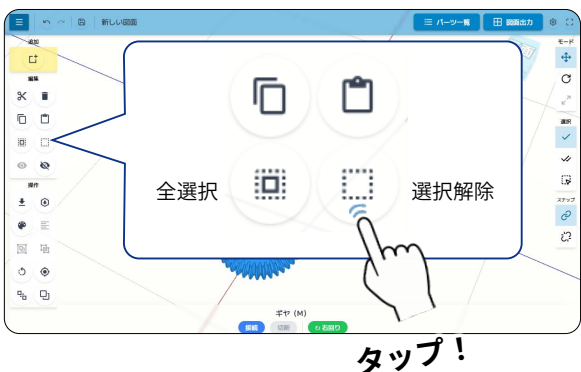 新しい図面
パーツ一覧
図面出力
追加
モード
編集
全選択
選択解除
選択
操作
スナップ
ギヤ（M）
接続
切断
右回り
タップ！